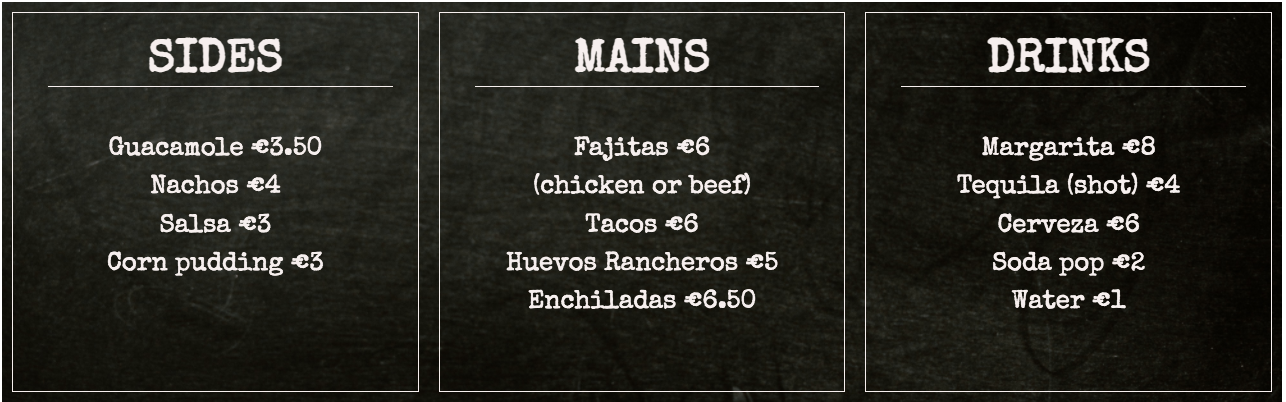 SIDES
Guacamole €3.50
Nachos €4
Salsa €3
Corn pudding €3
MAINS
Fajitas €6
(chicken or beef)
Tacos €6
Huevos Rancheros €5
Enchiladas €6.50
DRINKS
Margarita €8
Tequila (shot) €4
Cerveza €6
Soda pop €2
Water €1